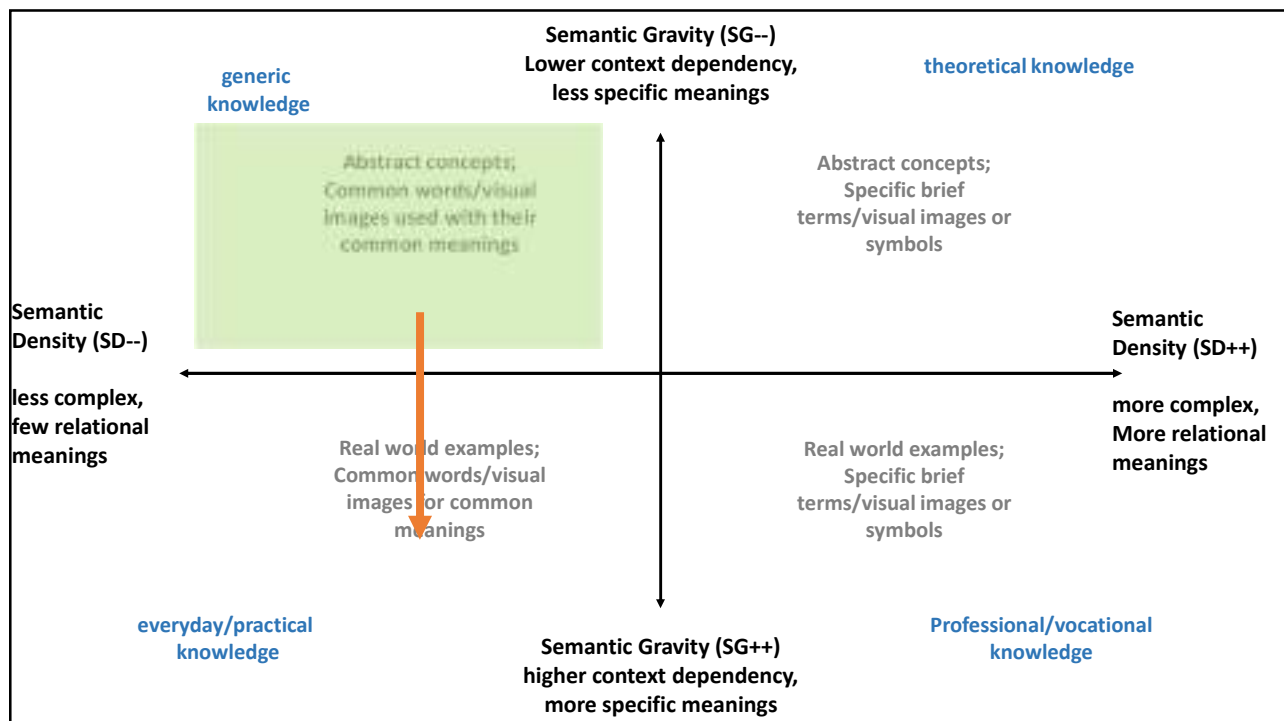 Semantic Gravity (SG--)
Lower context dependency,
less specific meanings
generic
knowledge
theoretical knowledge
Abstract concepts;
Common words/visual
images used with their
common meanings
Abstract concepts;
Specific brief
terms/visual images or
symbols
Semantic
Density (SD--)
less complex,
few relational
meanings
Semantic
Density (SD++)
more complex,
More relational
meanings
Real world examples;
Common words/visual
images for common
meanings
Real world examples;
Specific brief
terms/visual images or
symbols
everyday/practical
knowledge
Semantic Gravity (SG++)
higher context dependency,
more specific meanings
Professional/vocational
knowledge